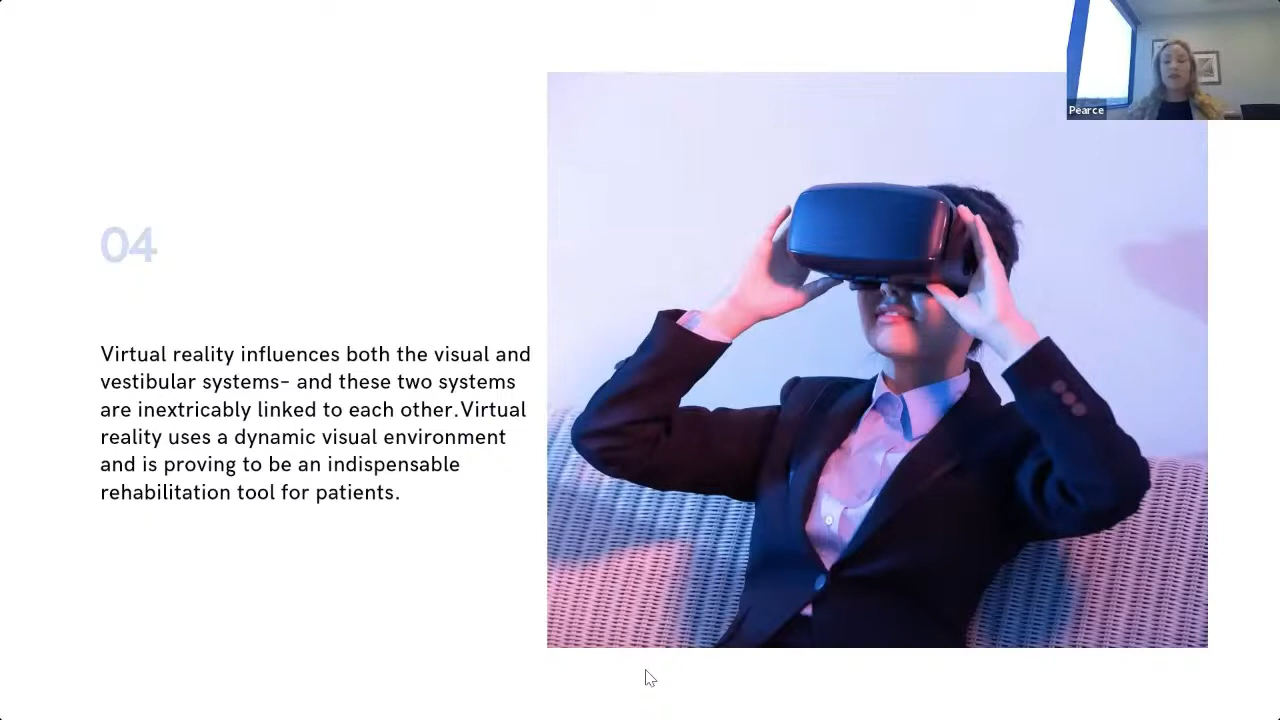 Pearce
04
Virtual reality influences both the visual and
vestibular systems- and these two systems
are inextricably linked to each other.Virtual
reality uses a dynamic visual environment
and is proving to be an indispensable
rehabilitation tool for patients.